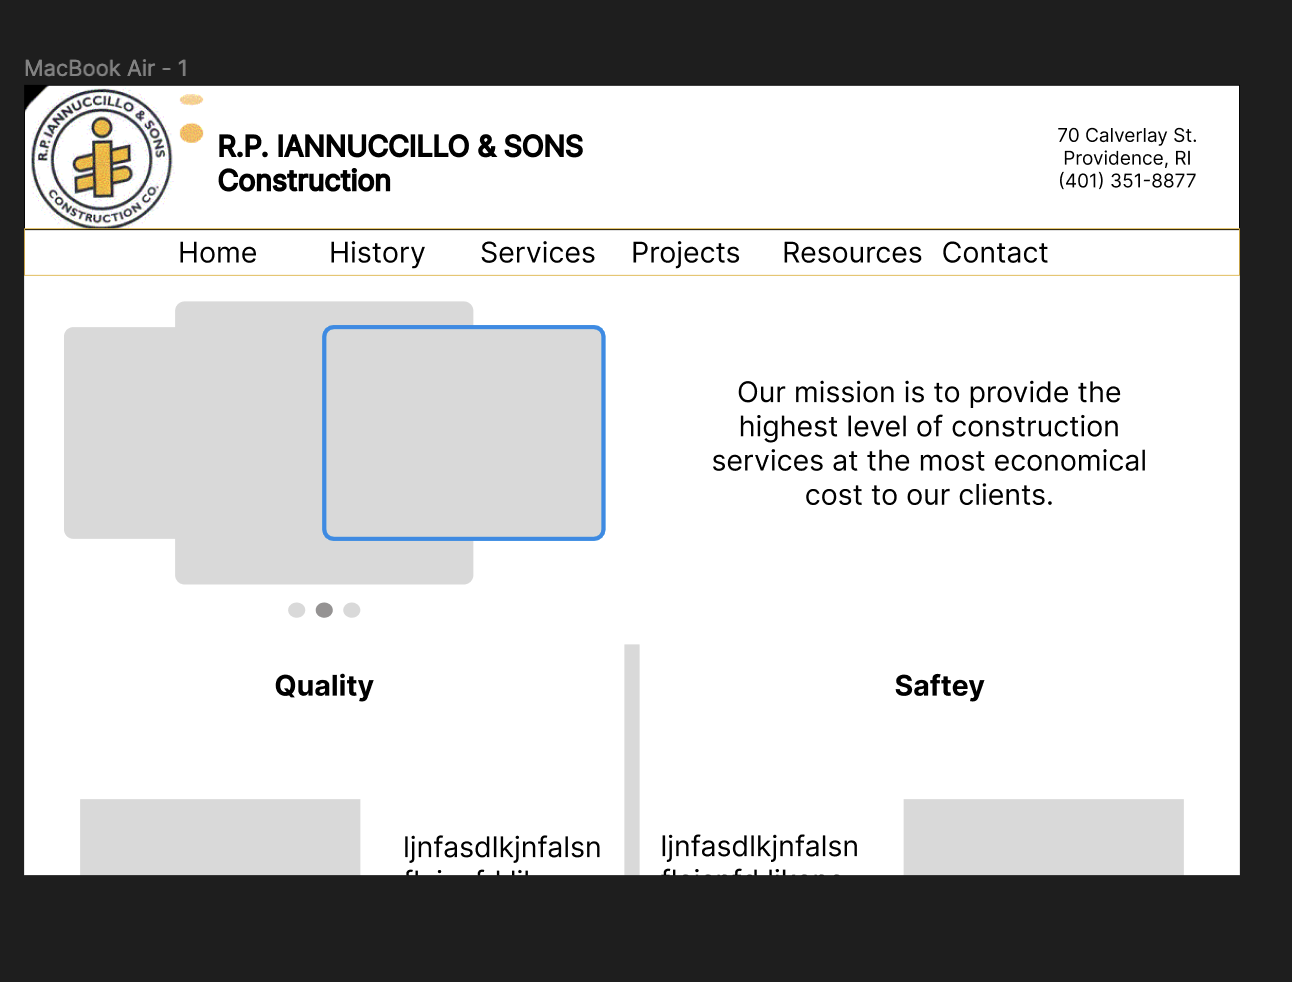 MacBook Air - 1
R.P. IANNUCCILLO & SONS
CONSTRUCTION CO.
R.P. IANNUCCILLO & SONS
Construction
70 Calverlay St.
Providence, RI
(401) 351-8877
Home History Services Projects Resources Contact
Our mission is to provide the
highest level of construction
services at the most economical
cost to our clients.
Quality
Saftey
ljnfasdlkjnfalsn
ljnfasdlkjnfalsn